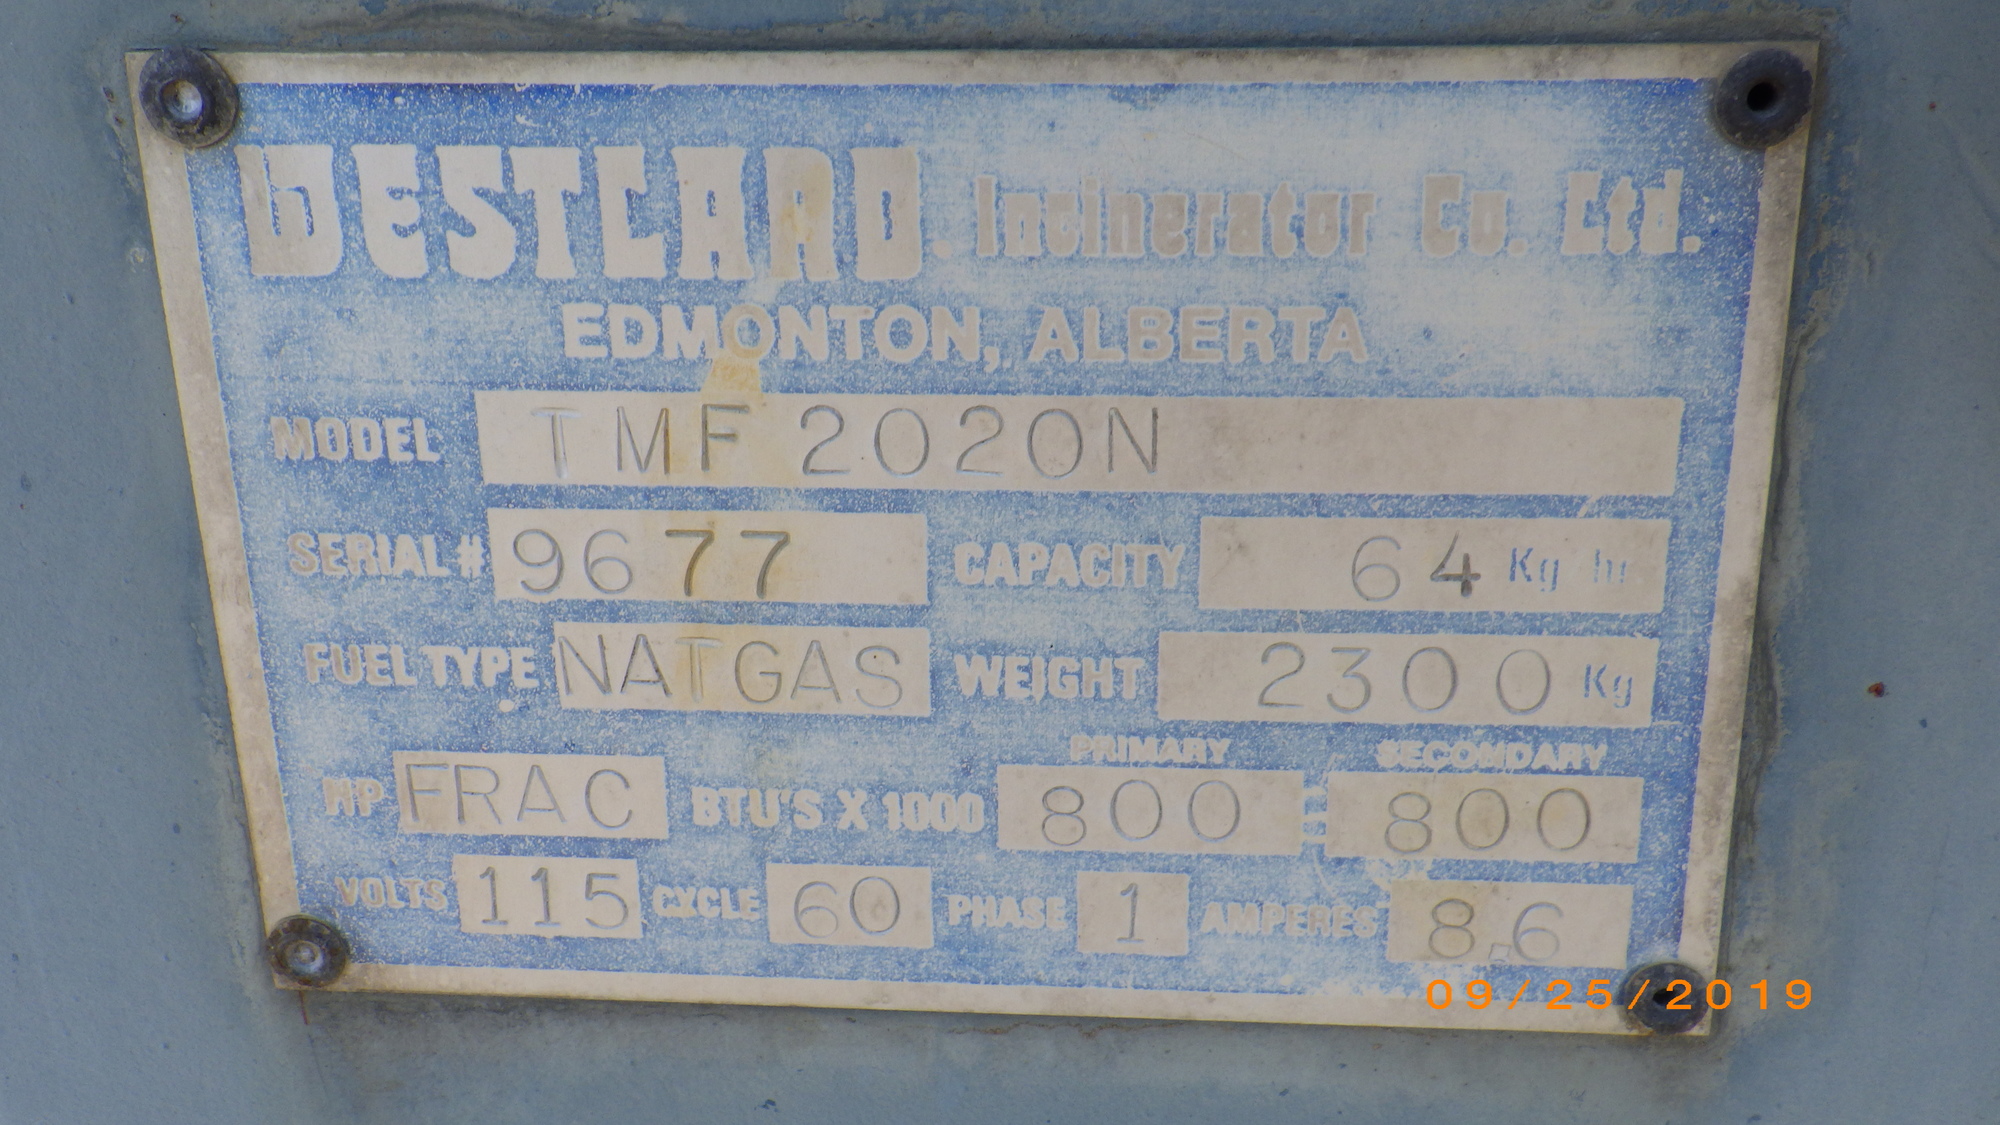 WESTLAND. Incinerator Co. Ltd.
EDMONTON, ALBERTA
MODEL TMF 2020N
SERIAL # 9677 CAPACITY 64 Kg hr
FUEL TYPE NATGAS WEIGHT 2300 Kg
PRIMARY SECONDARY
HP FRAC BTU'S X 1000 800 800
VOLTS 115 CYCLE 60 PHASE 1 AMPERES 8.6
09/25/2019